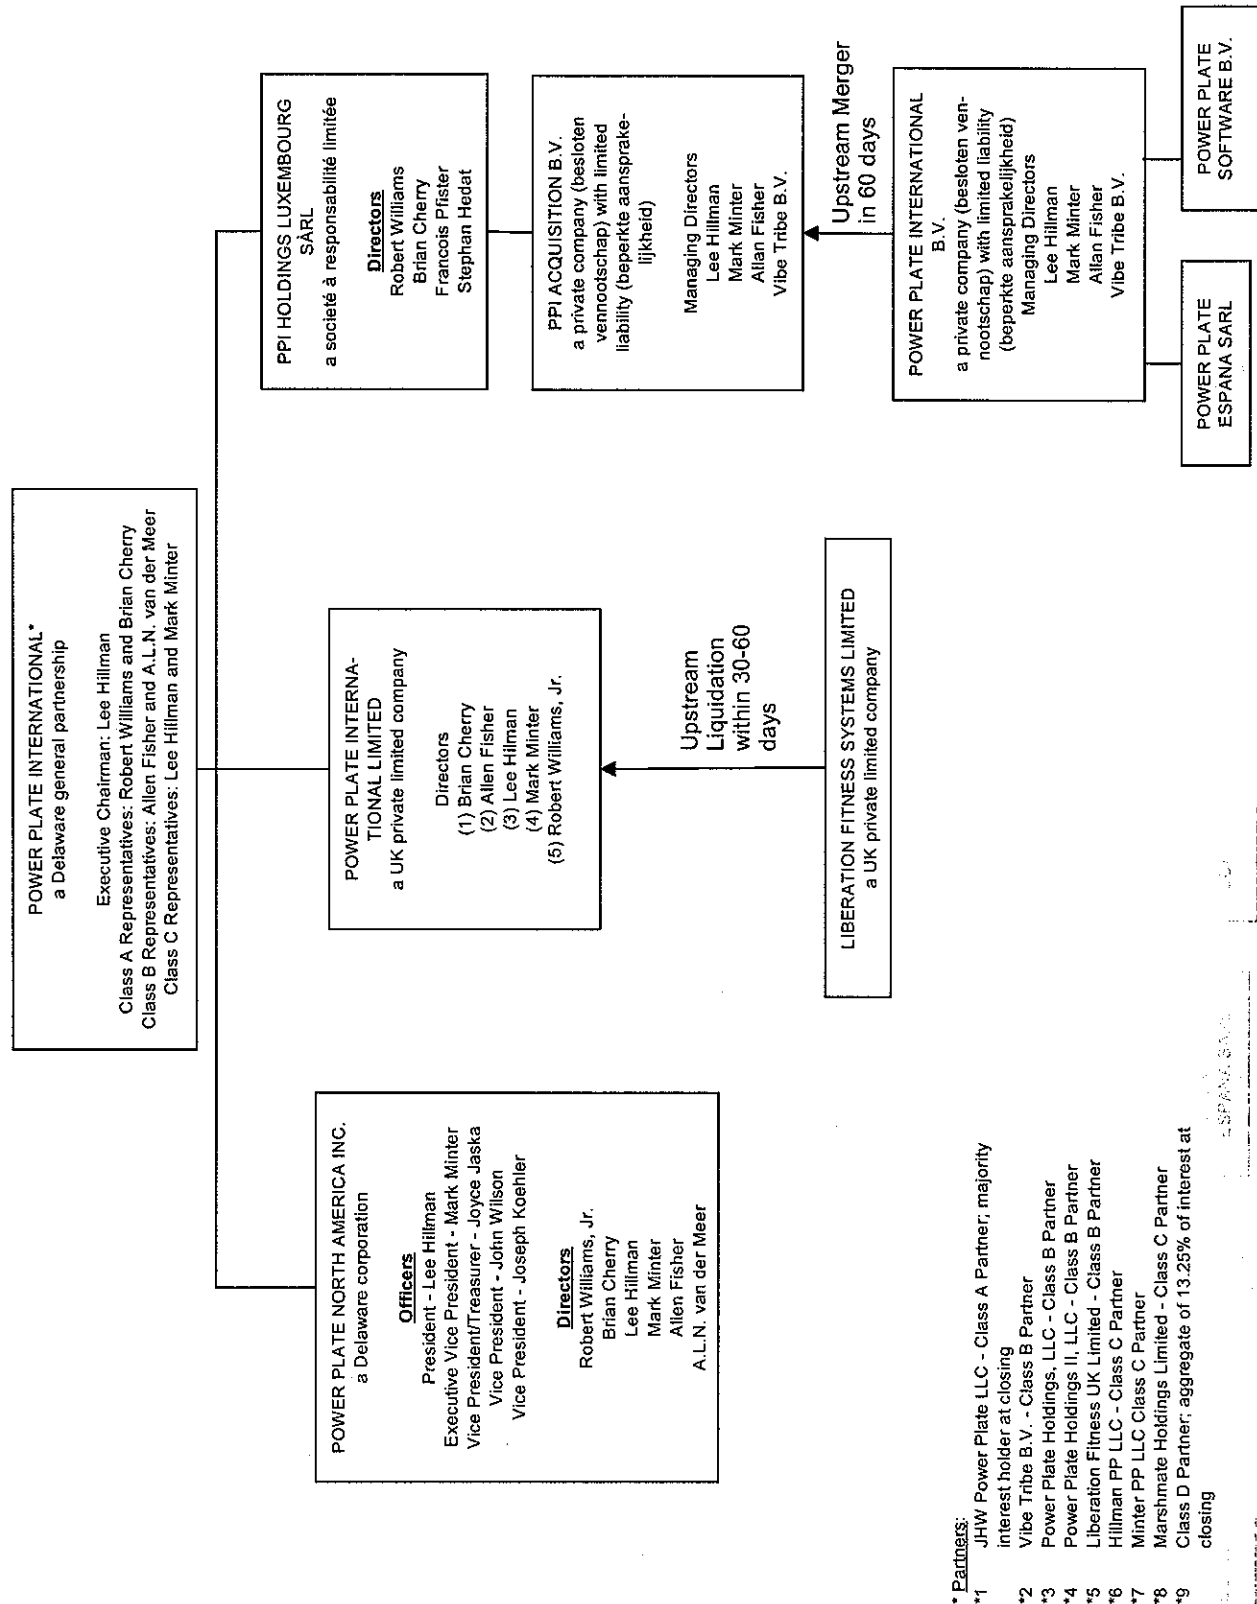 POWER PLATE INTERNATIONAL*
a Delaware general partnership
Executive Chairman: Lee Hillman
Class A Representatives: Robert Williams and Brian Cherry
Class B Representatives: Allen Fisher and A.L.N. van der Meer
Class C Representatives: Lee Hillman and Mark Minter
POWER PLATE NORTH AMERICA INC.
a Delaware corporation
Officers
President - Lee Hillman
Executive Vice President - Mark Minter
Vice President/Treasurer - Joyce Jaska
Vice President - John Wilson
Vice President - Joseph Koehler
Directors
Robert Williams, Jr.
Brian Cherry
Lee Hillman
Mark Minter
Allen Fisher
A.L.N. van der Meer
POWER PLATE INTERNA-
TIONAL LIMITED
a UK private limited company
Directors
(1) Brian Cherry
(2) Allen Fisher
(3) Lee Hilman
(4) Mark Minter
(5) Robert Williams, Jr.
Upstream
Liquidation
within 30-60
days
LIBERATION FITNESS SYSTEMS LIMITED
a UK private limited company
PPI HOLDINGS LUXEMBOURG
SÀRL
a societé à responsabilité limitée
Directors
Robert Williams
Brian Cherry
Francois Pfister
Stephan Hedat
PPI ACQUISITION B.V.
a private company (besloten
vennootschap) with limited
liability (beperkte aansprake-
lijkheid)
Managing Directors
Lee Hillman
Mark Minter
Allan Fisher
Vibe Tribe B.V.
Upstream Merger
in 60 days
POWER PLATE INTERNATIONAL
B.V.
a private company (besloten ven-
nootschap) with limited liability
(beperkte aansprakelijkheid)
Managing Directors
Lee Hillman
Mark Minter
Allan Fisher
Vibe Tribe B.V.
POWER PLATE
ESPANA SARL
POWER PLATE
SOFTWARE B.V.
* Partners:
*1 JHW Power Plate LLC - Class A Partner; majority
interest holder at closing
*2 Vibe Tribe B.V. - Class B Partner
*3 Power Plate Holdings, LLC - Class B Partner
*4 Power Plate Holdings II, LLC - Class B Partner
*5 Liberation Fitness UK Limited - Class B Partner
*6 Hillman PP LLC - Class C Partner
*7 Minter PP LLC Class C Partner
*8 Marshmate Holdings Limited - Class C Partner
*9 Class D Partner; aggregate of 13.25% of interest at
closing